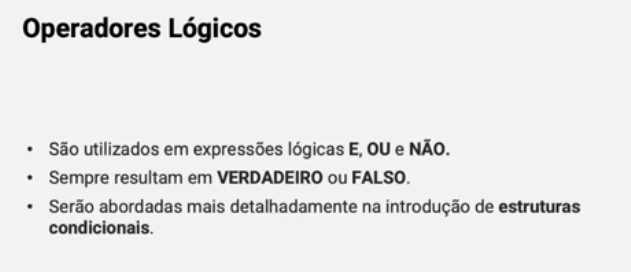 Operadores Lógicos
• São utilizados em expressões lógicas E, OU e NÃO.
• Sempre resultam em VERDADEIRO ou FALSO.
• Serão abordadas mais detalhadamente na introdução de estruturas
condicionais.